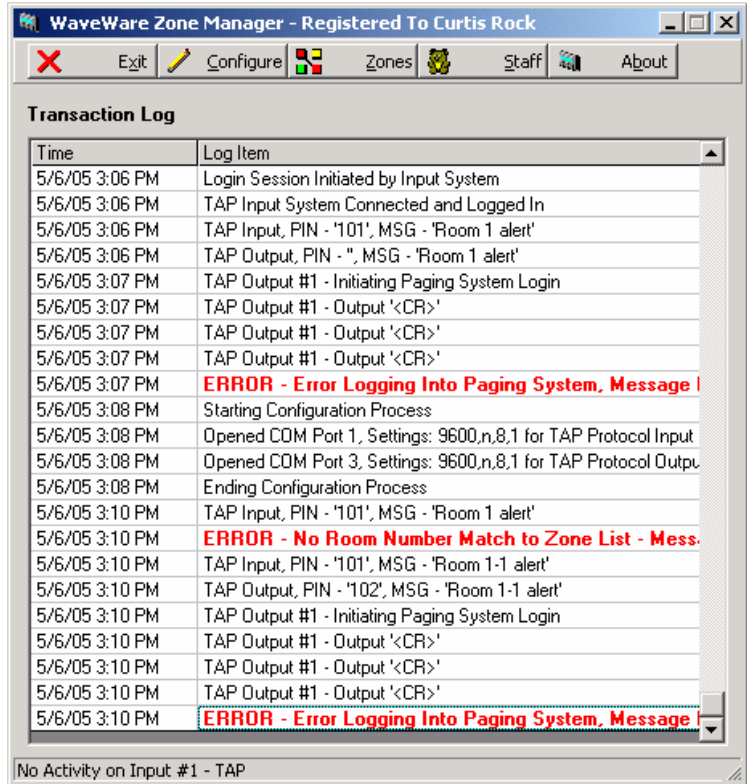 WaveWare Zone Manager - Registered To Curtis Rock
Exit Configure Zones Staff About
Transaction Log
Time Log Item
5/6/05 3:06 PM Login Session Initiated by Input System
5/6/05 3:06 PM TAP Input System Connected and Logged In
5/6/05 3:06 PM TAP Input, PIN - '101', MSG - 'Room 1 alert'
5/6/05 3:06 PM TAP Output, PIN - '', MSG - 'Room 1 alert'
5/6/05 3:07 PM TAP Output #1 - Initiating Paging System Login
5/6/05 3:07 PM TAP Output #1 - Output '<CR>'
5/6/05 3:07 PM TAP Output #1 - Output '<CR>'
5/6/05 3:07 PM TAP Output #1 - Output '<CR>'
5/6/05 3:07 PM ERROR - Error Logging Into Paging System, Message
5/6/05 3:08 PM Starting Configuration Process
5/6/05 3:08 PM Opened COM Port 1, Settings: 9600,n,8,1 for TAP Protocol Input
5/6/05 3:08 PM Opened COM Port 3, Settings: 9600,n,8,1 for TAP Protocol Outpu
5/6/05 3:08 PM Ending Configuration Process
5/6/05 3:10 PM TAP Input, PIN - '101', MSG - 'Room 1 alert'
5/6/05 3:10 PM ERROR - No Room Number Match to Zone List - Mess
5/6/05 3:10 PM TAP Input, PIN - '101', MSG - 'Room 1-1 alert'
5/6/05 3:10 PM TAP Output, PIN - '102', MSG - 'Room 1-1 alert'
5/6/05 3:10 PM TAP Output #1 - Initiating Paging System Login
5/6/05 3:10 PM TAP Output #1 - Output '<CR>'
5/6/05 3:10 PM TAP Output #1 - Output '<CR>'
5/6/05 3:10 PM TAP Output #1 - Output '<CR>'
5/6/05 3:10 PM ERROR - Error Logging Into Paging System, Message
No Activity on Input #1 - TAP